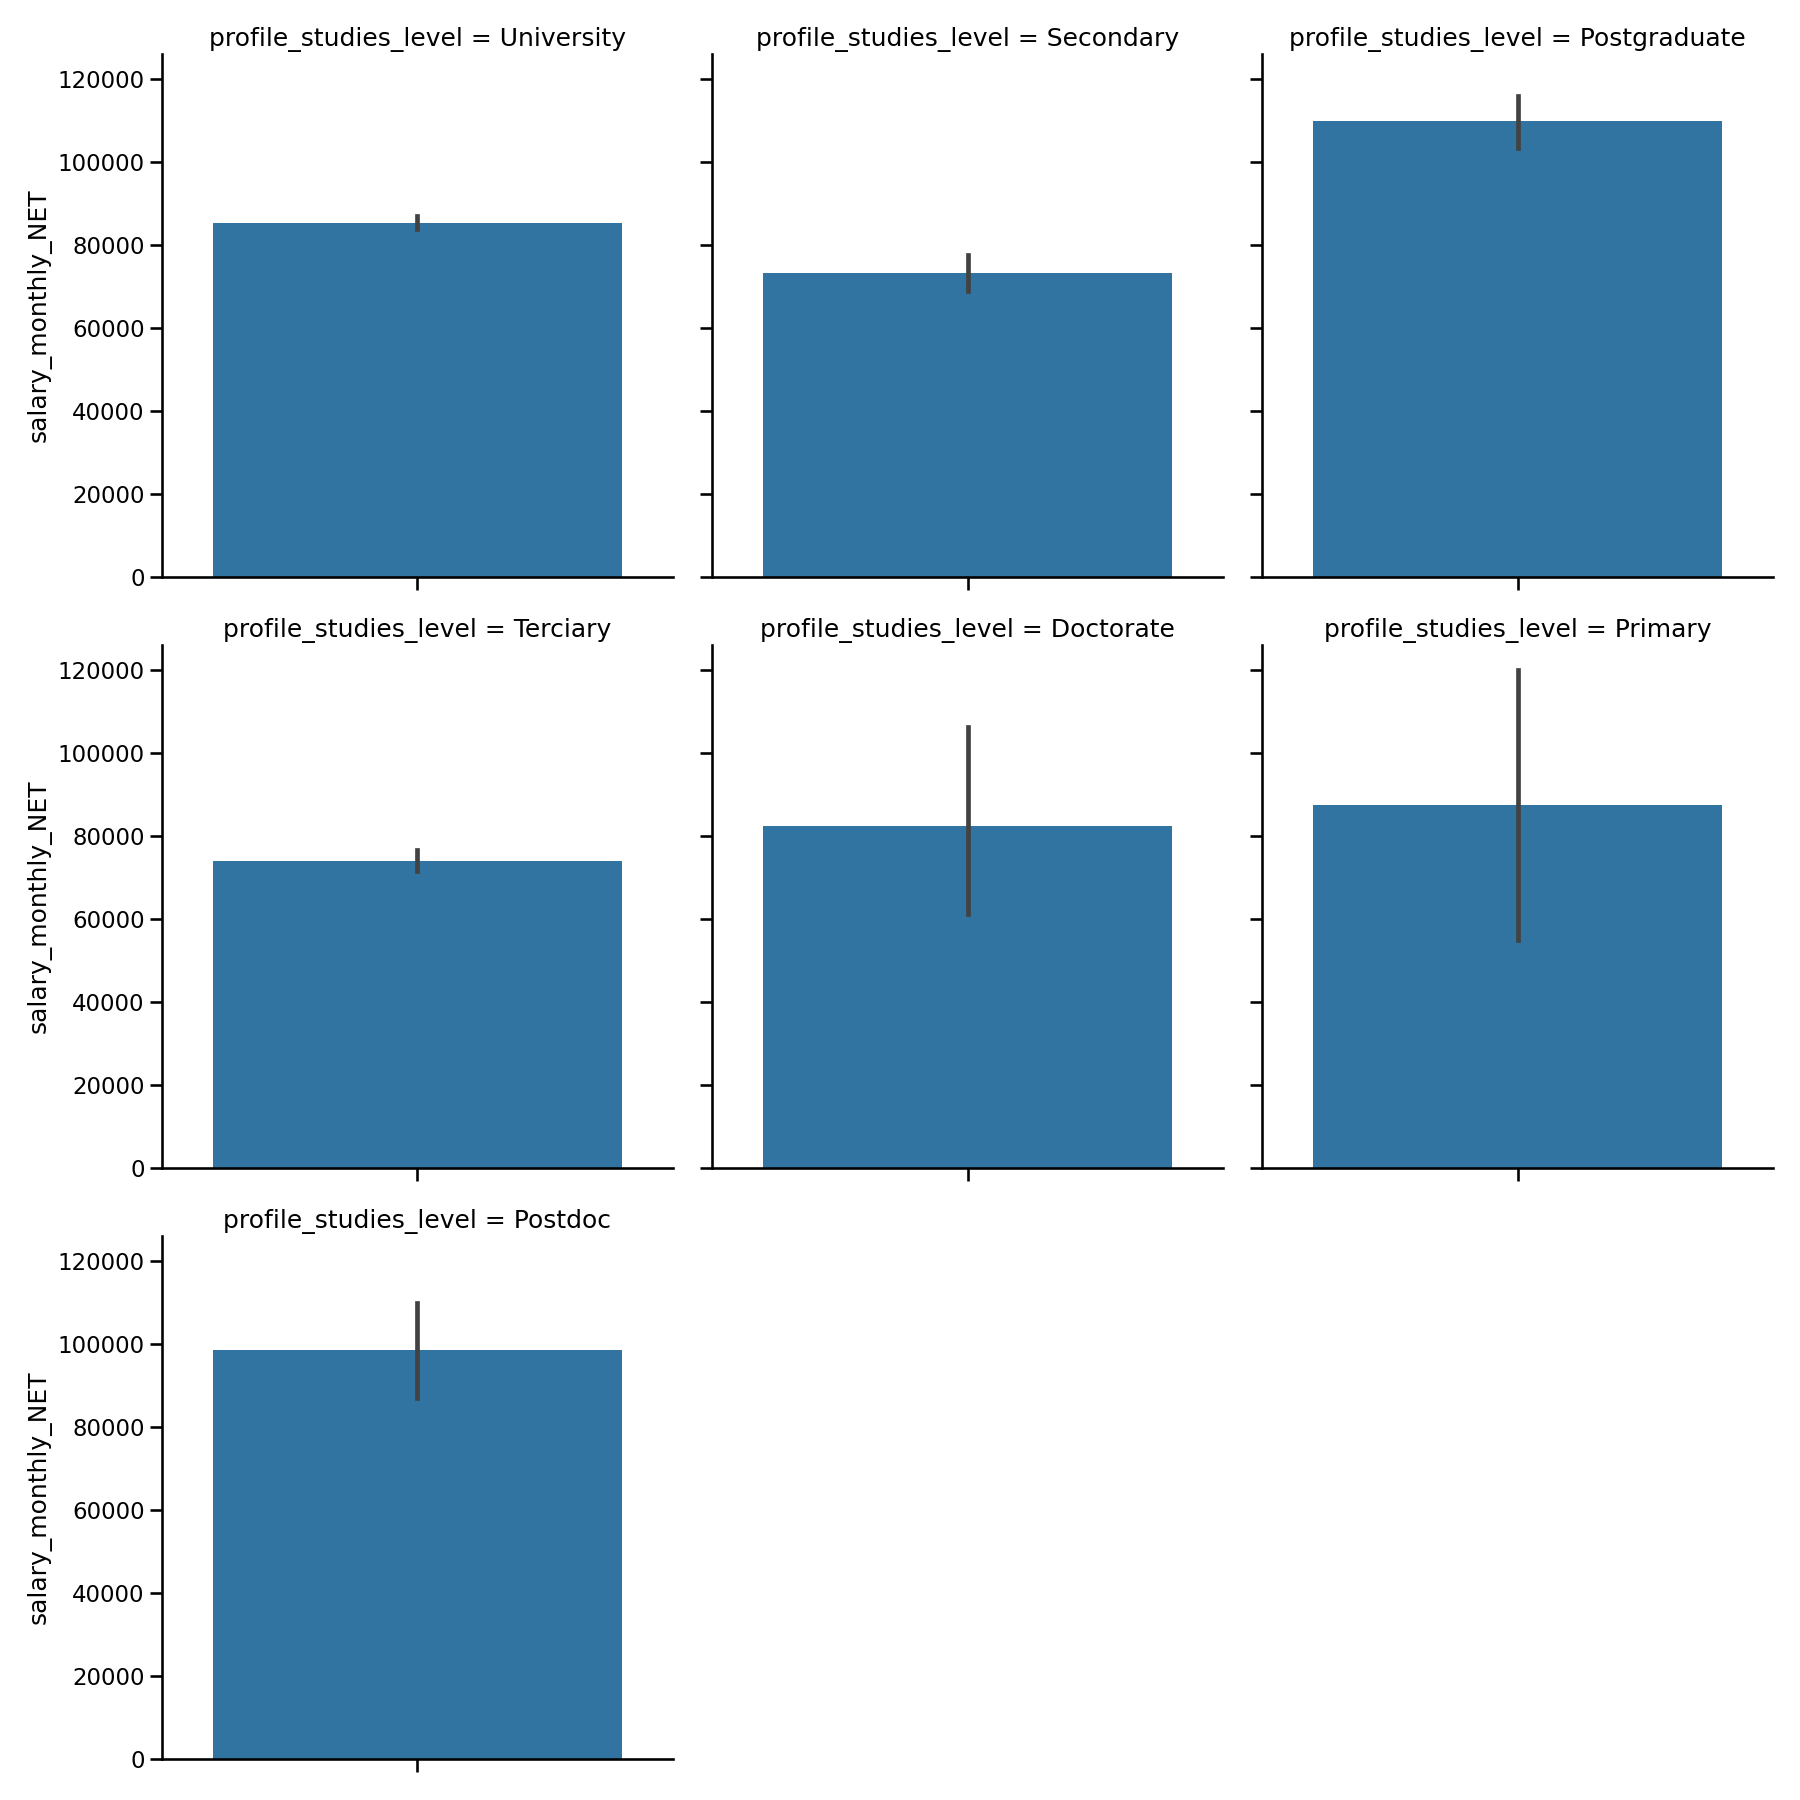 profile_studies_level = University
profile_studies_level = Secondary
profile_studies_level = Postgraduate
120000
100000
80000
60000
40000
20000
0
salary_monthly_NET
profile_studies_level = Terciary
profile_studies_level = Doctorate
profile_studies_level = Primary
120000
100000
80000
60000
40000
20000
0
salary_monthly_NET
profile_studies_level = Postdoc
120000
100000
80000
60000
40000
20000
0
salary_monthly_NET